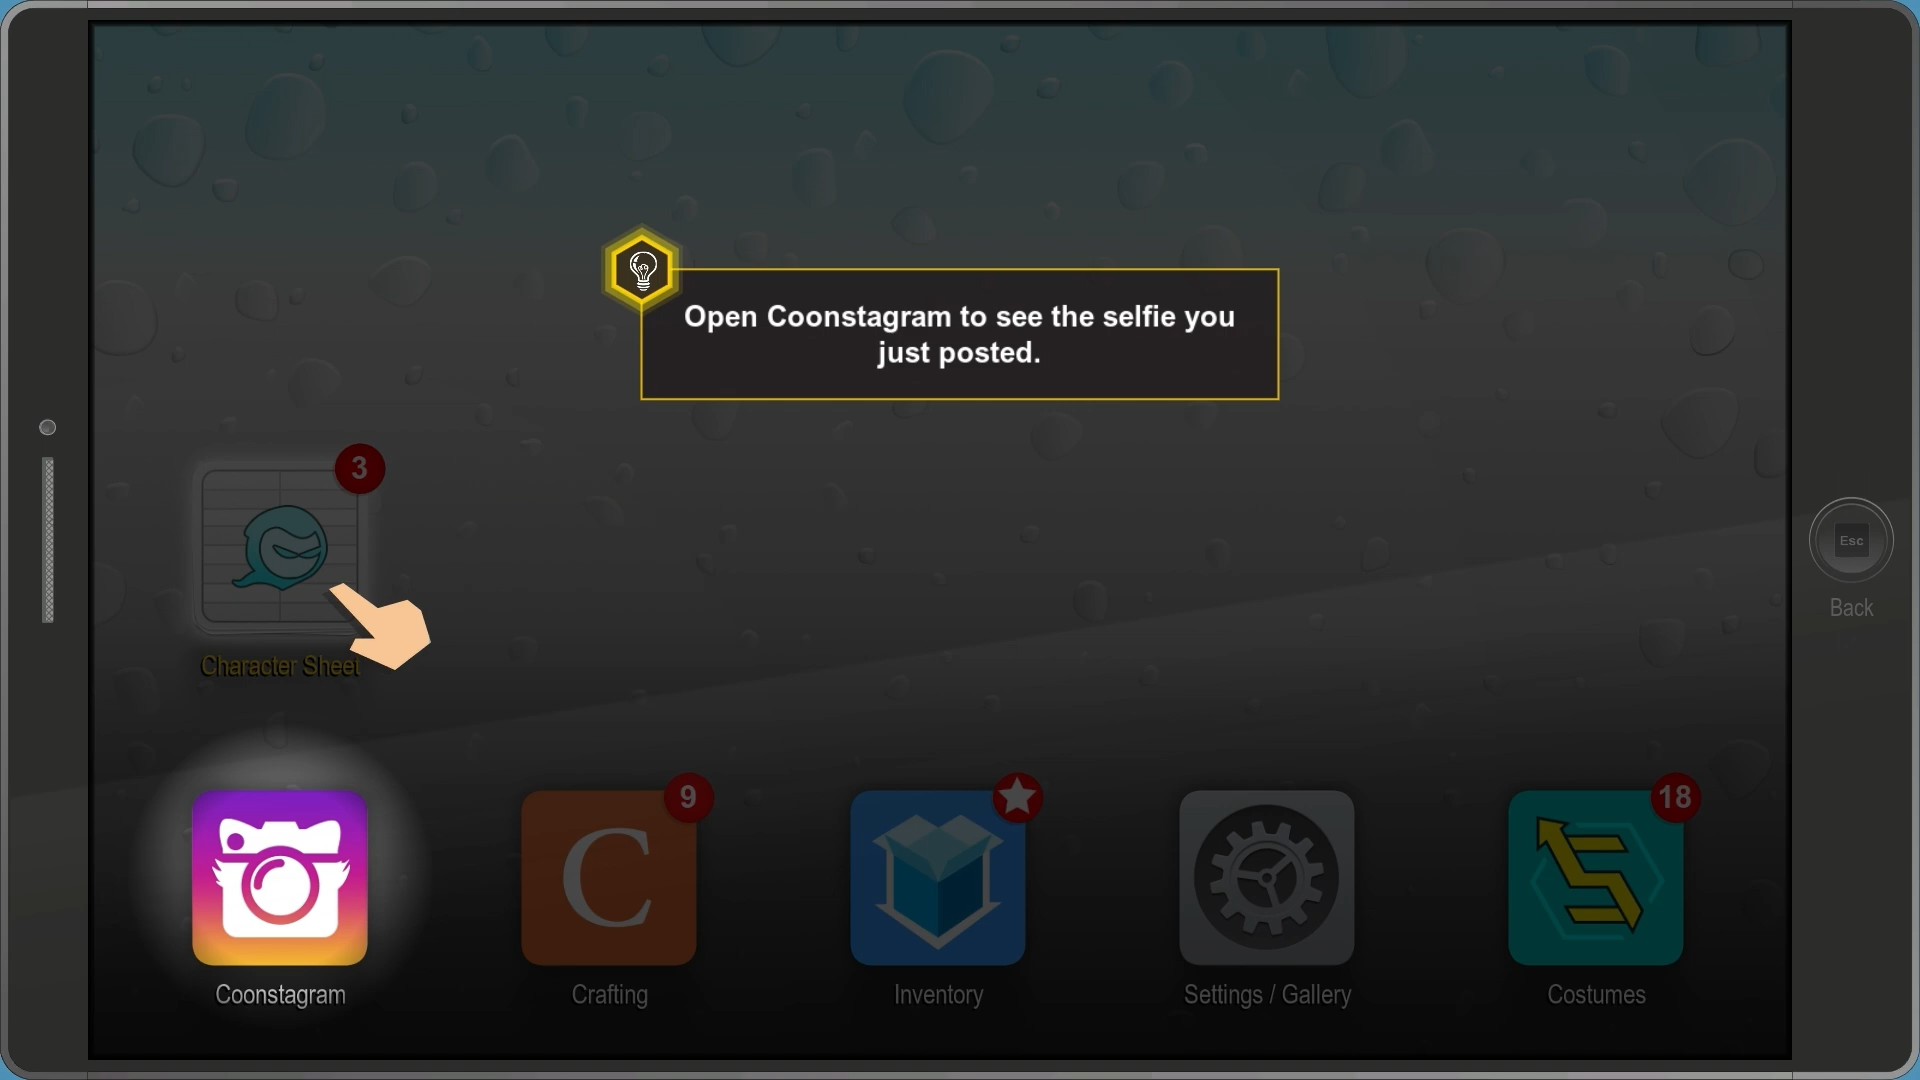 Open Coonstagram to see the selfie you
just posted.
3
Character Sheet
Esc
Back
9
18
C
Coonstagram
Crafting
Inventory
Settings / Gallery
Costumes